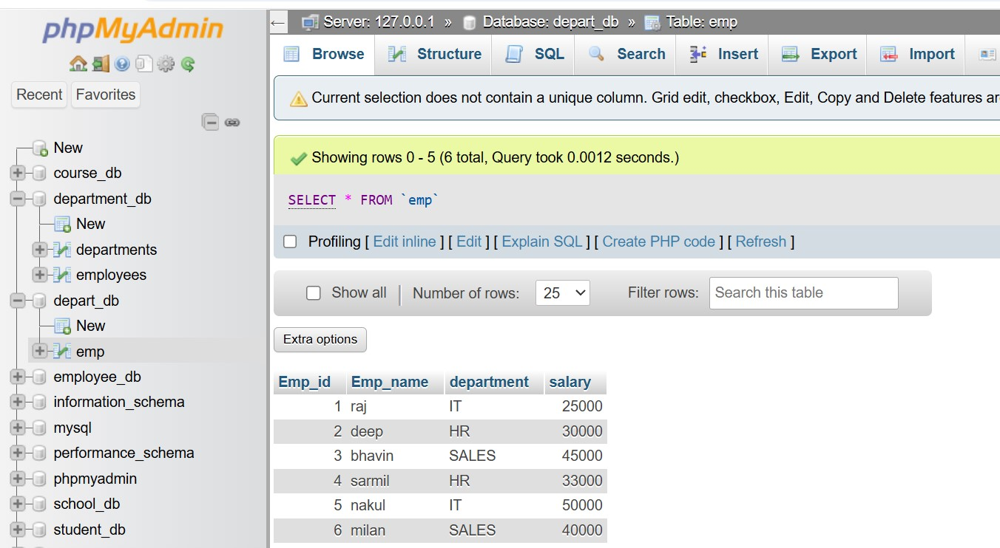 phpMyAdmin
Recent Favorites
New
course_db
department_db
New
departments
employees
depart_db
New
emp
employee_db
information_schema
mysql
performance_schema
phpmyadmin
school_db
student_db
Server: 127.0.0.1 » Database: depart_db » Table: emp
Browse Structure SQL Search Insert Export Import
Current selection does not contain a unique column. Grid edit, checkbox, Edit, Copy and Delete features ar
Showing rows 0 - 5 (6 total, Query took 0.0012 seconds.)
SELECT * FROM `emp`
Profiling [ Edit inline ] [ Edit ] [ Explain SQL ] [ Create PHP code ] [ Refresh ]
Show all | Number of rows: 25 Filter rows: Search this table
Extra options
Emp_id Emp_name department salary
1 raj IT 25000
2 deep HR 30000
3 bhavin SALES 45000
4 sarmil HR 33000
5 nakul IT 50000
6 milan SALES 40000